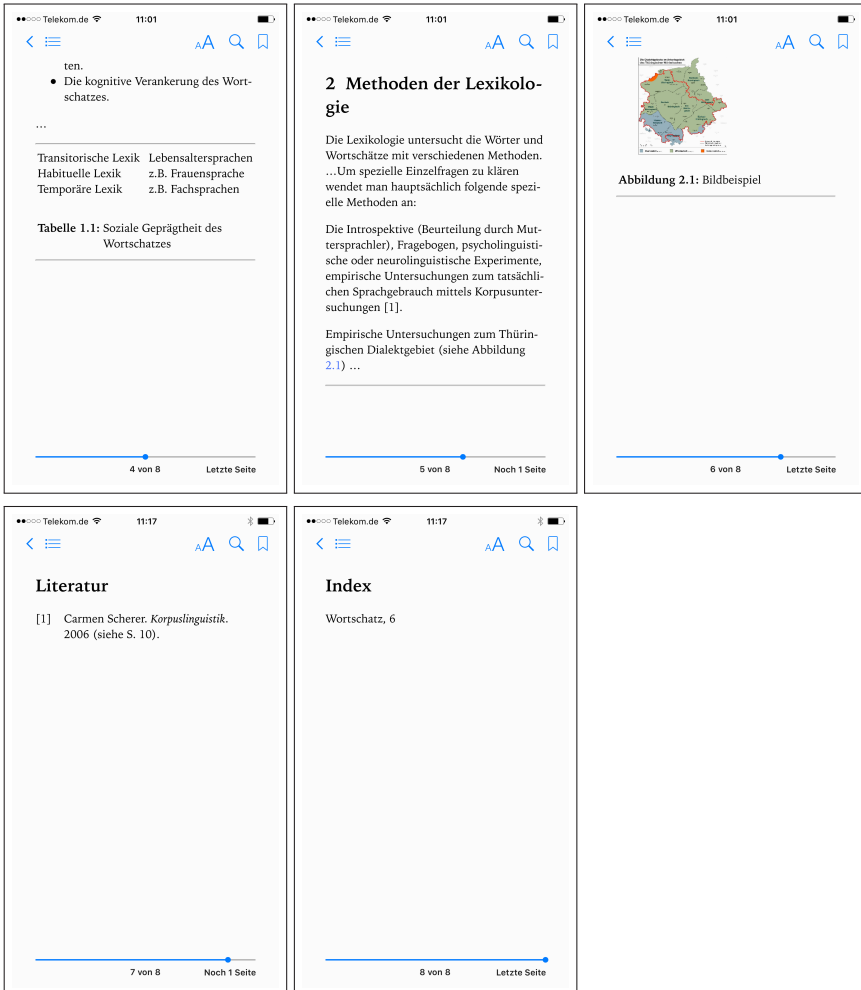 Telekom.de 11:01
AA
ten.
• Die kognitive Verankerung des Wort-
schatzes.
…
Transitorische Lexik Lebensaltersprachen
Habituelle Lexik z.B. Frauensprache
Temporäre Lexik z.B. Fachsprachen
Tabelle 1.1: Soziale Geprägtheit des
Wortschatzes
4 von 8 Letzte Seite
Telekom.de 11:01
AA
2 Methoden der Lexikolo-
gie
Die Lexikologie untersucht die Wörter und
Wortschätze mit verschiedenen Methoden.
…Um spezielle Einzelfragen zu klären
wendet man hauptsächlich folgende spezi-
elle Methoden an:
Die Introspektive (Beurteilung durch Mut-
tersprachler), Fragebogen, psycholinguisti-
sche oder neurolinguistische Experimente,
empirische Untersuchungen zum tatsächli-
chen Sprachgebrauch mittels Korpusunter-
suchungen [1].
Empirische Untersuchungen zum Thürin-
gischen Dialektgebiet (siehe Abbildung
2.1) …
5 von 8 Noch 1 Seite
Telekom.de 11:01
AA
Abbildung 2.1: Bildbeispiel
6 von 8 Letzte Seite
Telekom.de 11:17
AA
Literatur
[1] Carmen Scherer. Korpuslinguistik.
2006 (siehe S. 10).
7 von 8 Noch 1 Seite
Telekom.de 11:17
AA
Index
Wortschatz, 6
8 von 8 Letzte Seite